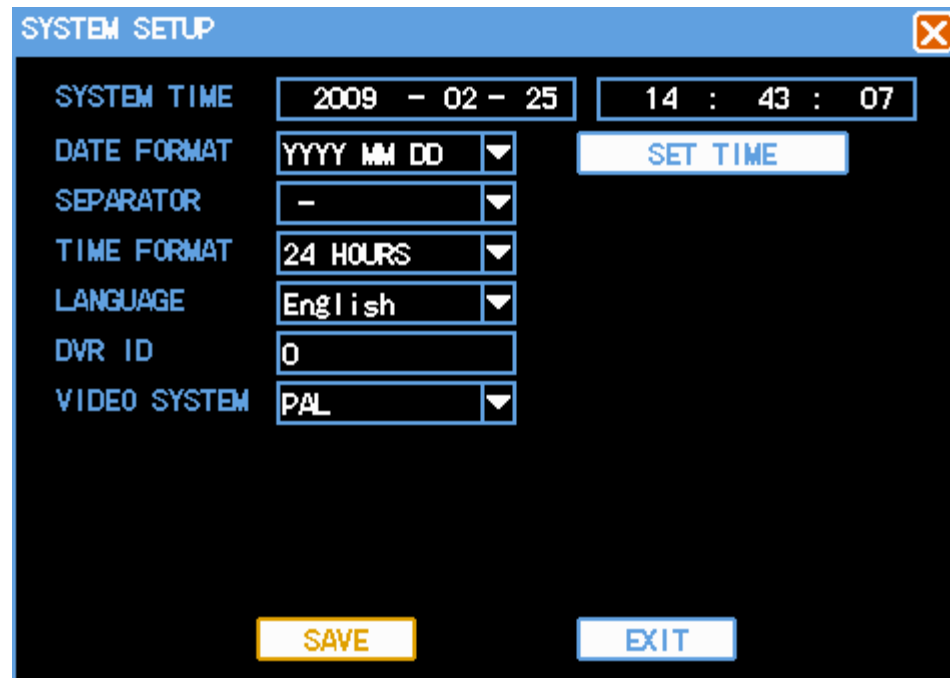 SYSTEM SETUP
SYSTEM TIME 2009 - 02 - 25 14 : 43 : 07
DATE FORMAT YYYY MM DD SET TIME
SEPARATOR -
TIME FORMAT 24 HOURS
LANGUAGE English
DVR ID 0
VIDEO SYSTEM PAL
SAVE EXIT